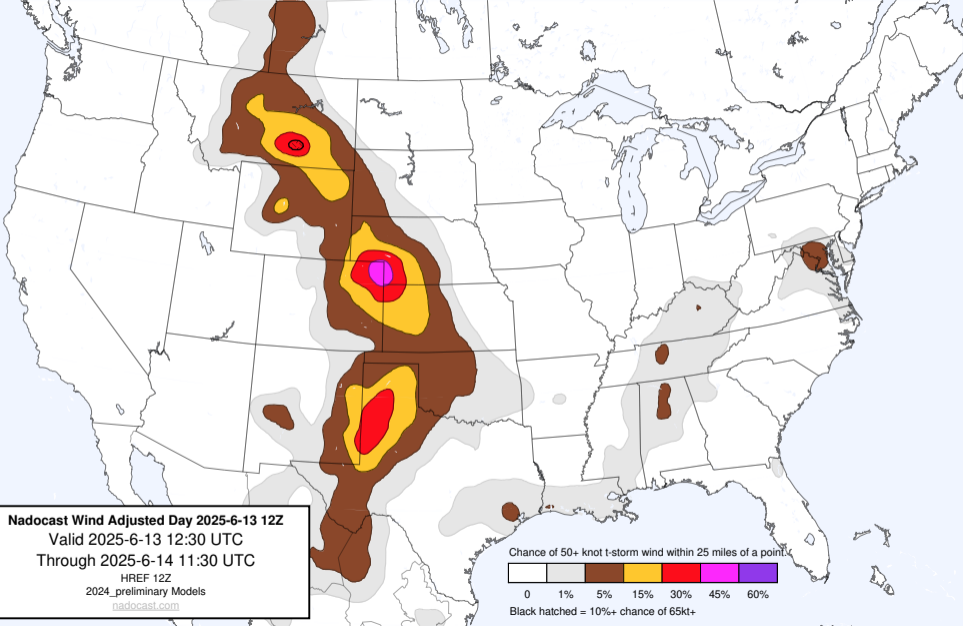 Nadocast Wind Adjusted Day 2025-6-13 12Z
Valid 2025-6-13 12:30 UTC
Through 2025-6-14 11:30 UTC
HREF 12Z
2024_preliminary Models
nadocast.com
Chance of 50+ knot t-storm wind within 25 miles of a point.
0 1% 5% 15% 30% 45% 60%
Black hatched = 10%+ chance of 65kt+